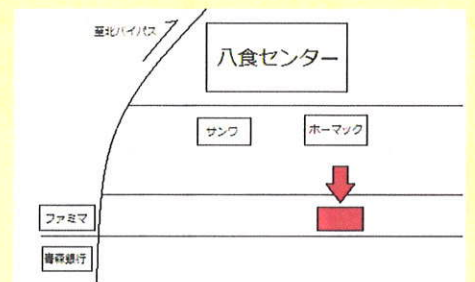 至北バイパス
八食センター
サンワ
ホーマック
ファミマ
青森銀行